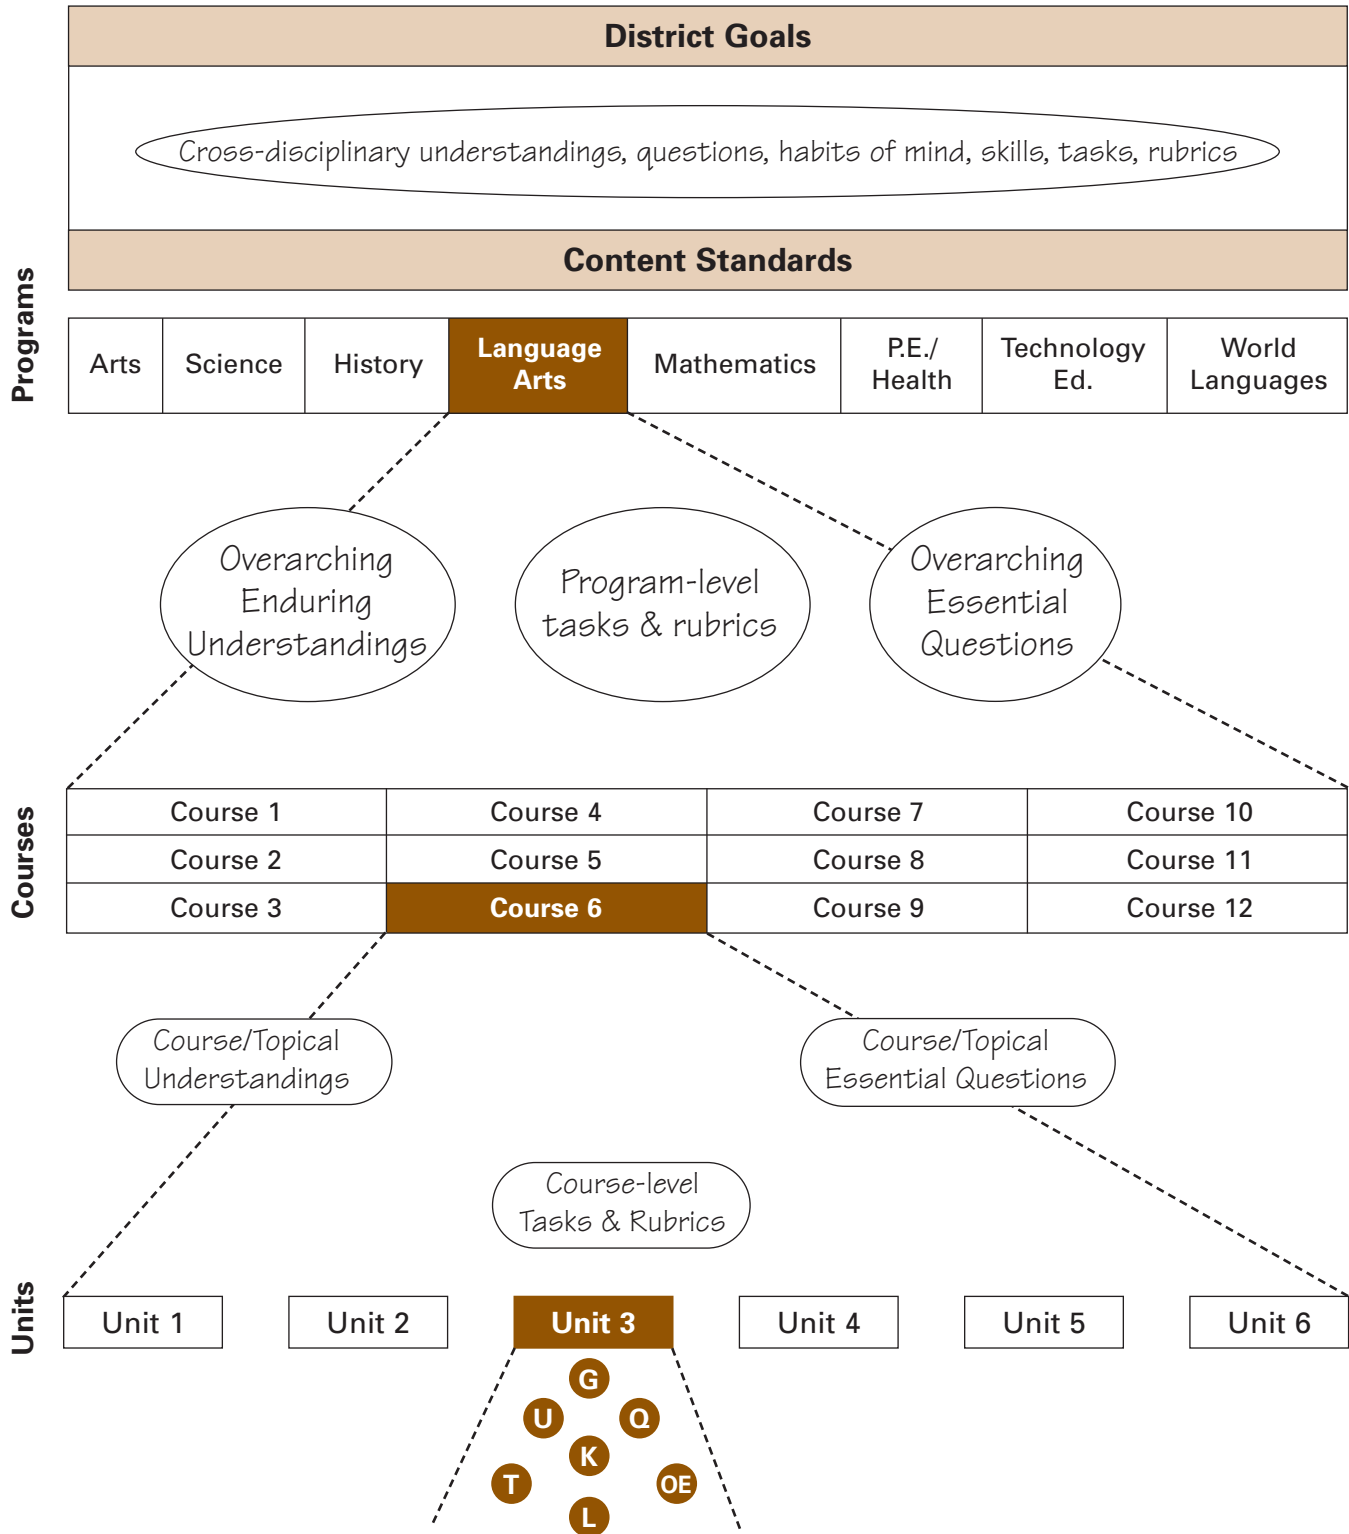 District Goals
Cross-disciplinary understandings, questions, habits of mind, skills, tasks, rubrics
Content Standards
Programs
Arts
Science
History
Language
Arts
Mathematics
P.E./
Health
Technology
Ed.
World
Languages
Overarching
Enduring
Understandings
Program-level
tasks & rubrics
Overarching
Essential
Questions
Courses
Course 1
Course 4
Course 7
Course 10
Course 2
Course 5
Course 8
Course 11
Course 3
Course 6
Course 9
Course 12
Course/Topical
Understandings
Course/Topical
Essential Questions
Course-level
Tasks & Rubrics
Units
Unit 1
Unit 2
Unit 3
Unit 4
Unit 5
Unit 6
G
U
Q
K
T
OE
L